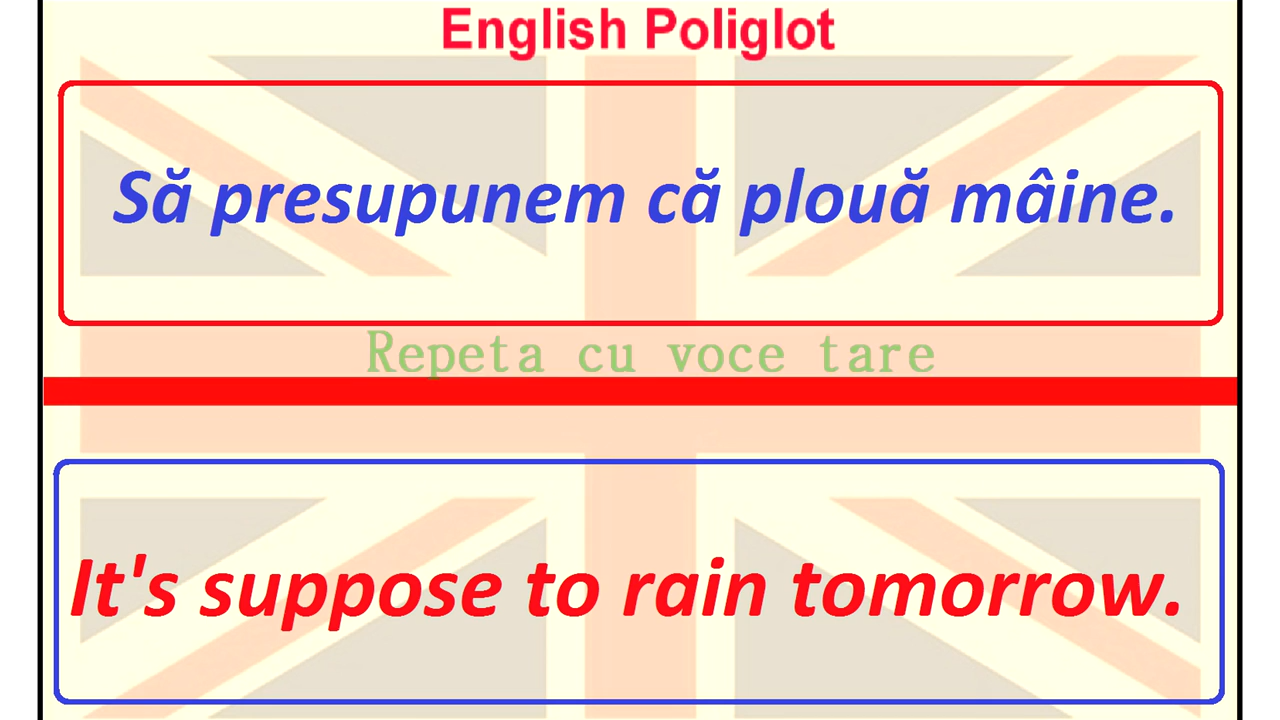 English Poliglot
Să presupunem că plouă mâine.
Repeta cu voce tare
It's suppose to rain tomorrow.